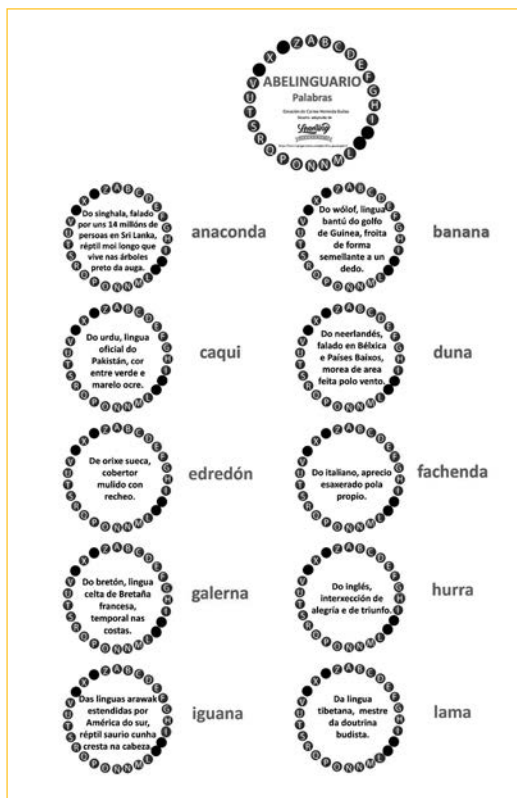 ABELINGUARIO
Palabras
Do singhala, falado
por uns 14 millóns de
persoas en Sri Lanka,
réptil moi longo que
vive nas árbores
preto da auga.
anaconda
Do wólof, lingua
bantú do golfo
de Guinea, froita
de forma
semellante a un
dedo.
banana
Do urdu, lingua
oficial do
Pakistán, cor
entre verde e
marelo ocre.
caqui
Do neerlandés,
falado en Bélxica
e Países Baixos,
morea de area
feita polo vento.
duna
De orixe sueca,
cobertor
mulido con
recheo.
edredón
Do italiano, aprecio
esaxerado pola
propio.
fachenda
Do bretón, lingua
celta de Bretaña
francesa,
temporal nas
costas.
galerna
Do inglés,
interxección de
alegría e de triunfo.
hurra
Das linguas arawak
estendidas por
América do sur,
réptil saurio cunha
cresta na cabeza.
iguana
Da lingua
tibetana, mestre
da doutrina
budista.
lama